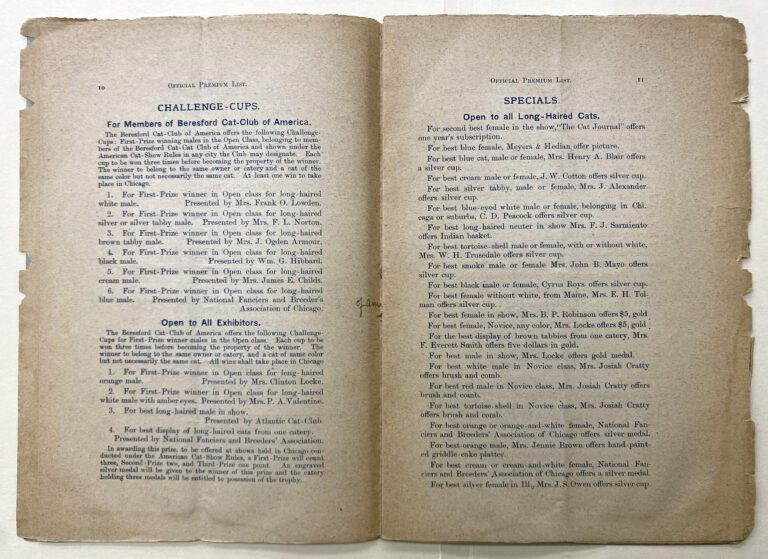 10 OFFICIAL PREMIUM LIST.
CHALLENGE-CUPS.
For Members of Beresford Cat-Club of America.
The Beresford Cat-Club of America offers the following Challenge-
Cups: First-Prize winning males in the Open Class, belonging to mem-
bers of the Beresford Cat-Cat Club of America and shown under the
American Cat-Show Rules in any city the Club may designate. Each
cup to be won three times before becoming the property of the winner.
The winner to belong to the same owner or catery and a cat of the
same color but not necessarily the same cat. At least one win to take
place in Chicago.
1. For First-Prize winner in Open class for long-haired
white male. Presented by Mrs. Frank O. Lowden.
2. For First-Prize winner in Open class for long-haired
silver or silver tabby male. Presented by Mrs. F. L. Norton.
3. For First-Prize winner in Open class for long-haired
brown tabby male. Presented by Mrs. J. Ogden Armour.
4. For First-Prize winner in Open class for long-haired
black male. Presented by Wm. G. Hibbard.
5. For First-Prize winner in Open class for long-haired
cream male. Presented by Mrs. James E. Childs.
6. For First-Prize winner in Open class for long-haired
blue male. Presented by National Fanciers and Breeder's
Association of Chicago.
Open to All Exhibitors.
The Beresford Cat-Club of America offers the following Challenge-
Cups for First-Prize winner males in the Open class. Each cup to be
won three times before becoming the property of the winner. The
winner to belong to the same owner or catery, and a cat of same color
but not necessarily the same cat. All wins shall take place in Chicago
1. For First-Prize winner in Open class for long-haired
orange male. Presented by Mrs. Clinton Locke.
2. For First-Prize winner in Open class for long-haired
white male with amber eyes. Presented by Mrs. P. A. Valentine.
3. For best long-haired male in show.
Presented by Atlantic Cat-Club.
4. For best display of long-haired cats from one catery.
Presented by National Fanciers and Breeders' Association.
In awarding this prize, to be offered at shows held in Chicago con-
ducted under the American Cat-Show Rules, a First-Prize will count
three, Second-Prize two, and Third-Prize one point. An engraved
silver medal will be given to the winner of this prize and the catery
holding three medals will be entitled to possession of the trophy.
OFFICIAL PREMIUM LIST. 11
SPECIALS
Open to all Long-Haired Cats.
For second best female in the show, "The Cat Journal" offers
one year's subscription.
For best blue female, Meyers & Hedian offer picture.
For best blue cat, male or female, Mrs. Henry A. Blair offers
a silver cup.
For best cream male or female, J. W. Cotton offers silver cup.
For best silver tabby, male or female, Mrs. J. Alexander
offers silver cup.
For best blue-eyed white male or female, belonging in Chi-
caga or suburbs, C. D. Peacock offers silver cup.
For best long-haired neuter in show Mrs. F. J. Sarmiento
offers Indian basket.
For best tortoise-shell male or female, with or without white,
Mrs. W. H. Trusedale offers silver cup.
For best smoke male or female Mrs. John B. Mayo offers
silver cup.
For best black male or female, Cyrus Roys offers silver cup.
For best female without white, from Maine, Mrs. E. H. Tol-
man offers silver cup.
For best female in show, Mrs. B. P. Robinson offers $5, gold
For best female, Novice, any color, Mrs. Locke offers $5, gold
For the best display of brown tabbies from one catery, Mrs.
F. Everett Smith offers five dollars in gold.
For best male in show, Mrs. Locke offers gold medal.
For best white male in Novice class, Mrs. Josiah Cratty
offers brush and comb.
For best red male in Novice class, Mrs. Josiah Cratty offers
brush and comb.
For best tortoise shell in Novice class, Mrs. Josiah Cratty
offers brush and comb.
For best orange or orange-and-white female, National Fan-
ciers and Breeders' Association of Chicago offers silver medal.
For best orange male, Mrs. Jennie Brown offers hand-paint-
ed griddle-cake platter.
For best cream or cream-and-white female, National Fan-
ciers and Breeders' Association of Chicago offers a silver medal.
For best silver female in Ill., Mrs. J. S. Owen offers silver cup.